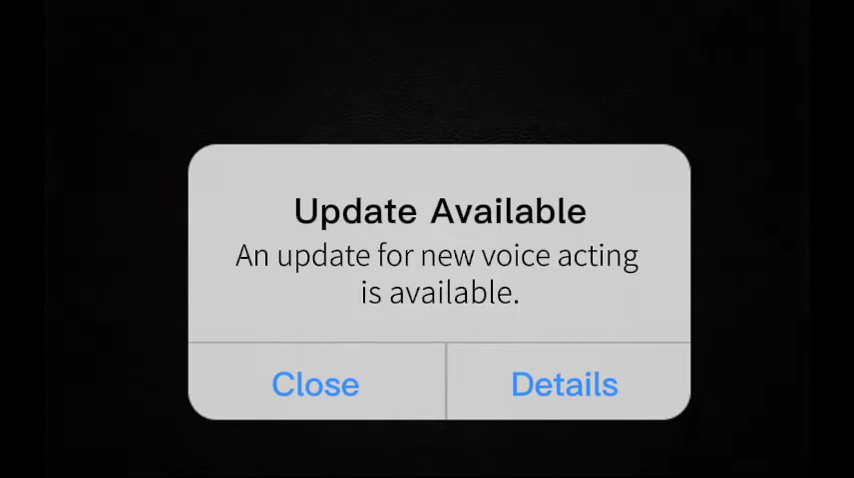 Update Available
An update for new voice acting
is available.
Close
Details